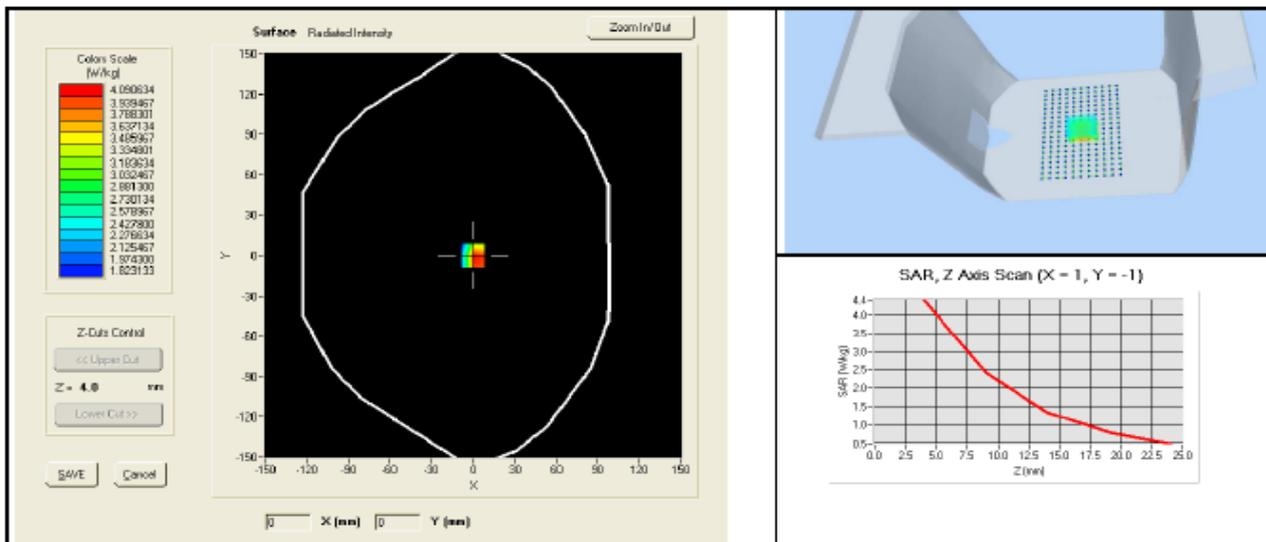 Surface Radiated Intensity
Zoom In/Out
Colors Scale
(W/kg)
4.090634
3.939467
3.788301
3.637134
3.485967
3.334801
3.183634
3.032467
2.881300
2.730134
2.578967
2.427800
2.276634
2.125467
1.974300
1.823133
150
120
90
60
30
0
-30
-60
-90
-120
-150
Y
-150 -120 -90 -60 -30 0 30 60 90 120 150
X
Z-Cuts Control
<< Upper Cut
Z = 4.0 mm
Lower Cut >>
SAVE Cancel
0 X (mm) 0 Y (mm)
SAR, Z Axis Scan (X = 1, Y = -1)
SAR (W/kg)
4.4
4.0
3.5
3.0
2.5
2.0
1.5
1.0
0.5
0.0 2.5 5.0 7.5 10.0 12.5 15.0 17.5 20.0 22.5 25.0
Z (mm)